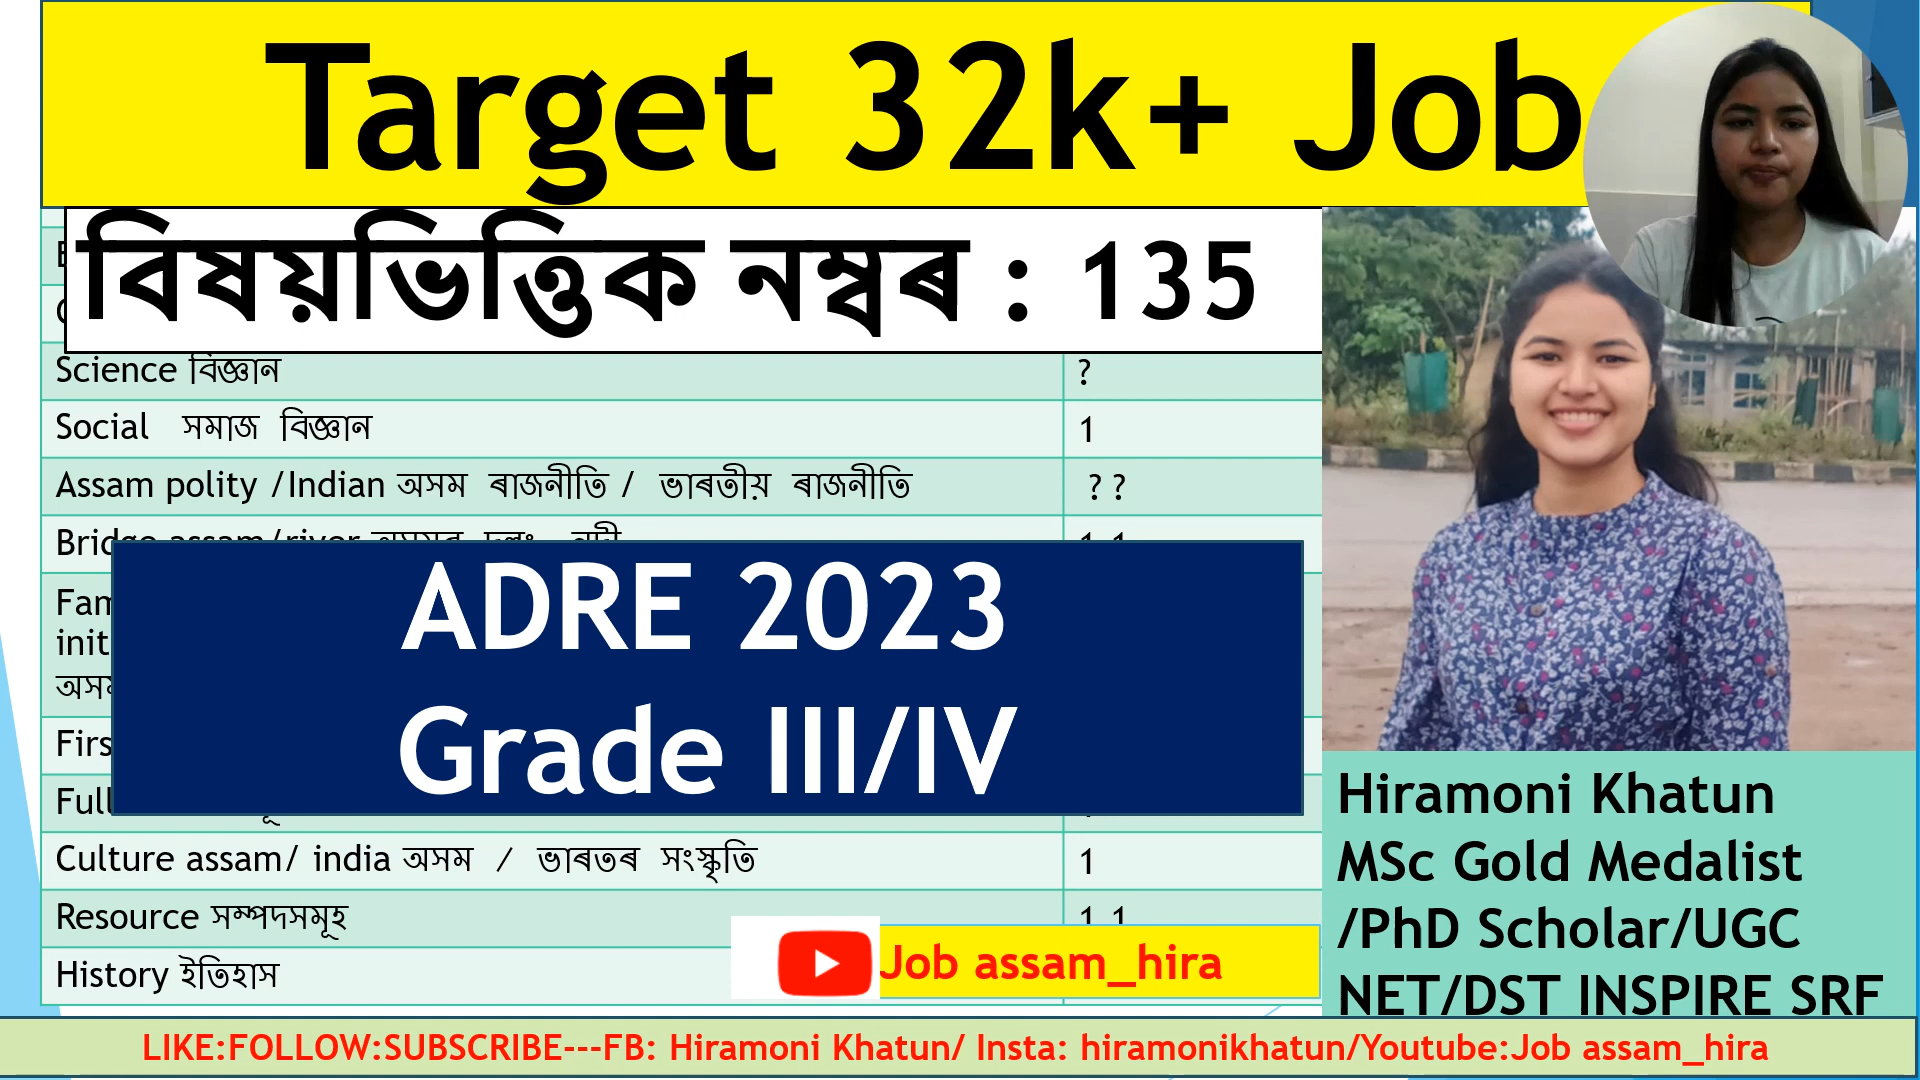 Target 32k+ Job
বিষয়ভিত্তিক নম্বৰ : 135
Science বিজ্ঞান ?
Social সমাজ বিজ্ঞান 1
Assam polity /Indian অসম ৰাজনীতি / ভাৰতীয় ৰাজনীতি ? ?
ADRE 2023
Grade III/IV
Culture assam/ india অসম / ভাৰতৰ সংস্কৃতি 1
Resource সম্পদসমূহ 1 1
History ইতিহাস
Job assam_hira
Hiramoni Khatun
MSc Gold Medalist
/PhD Scholar/UGC
NET/DST INSPIRE SRF
LIKE:FOLLOW:SUBSCRIBE---FB: Hiramoni Khatun/ Insta: hiramonikhatun/Youtube:Job assam_hira